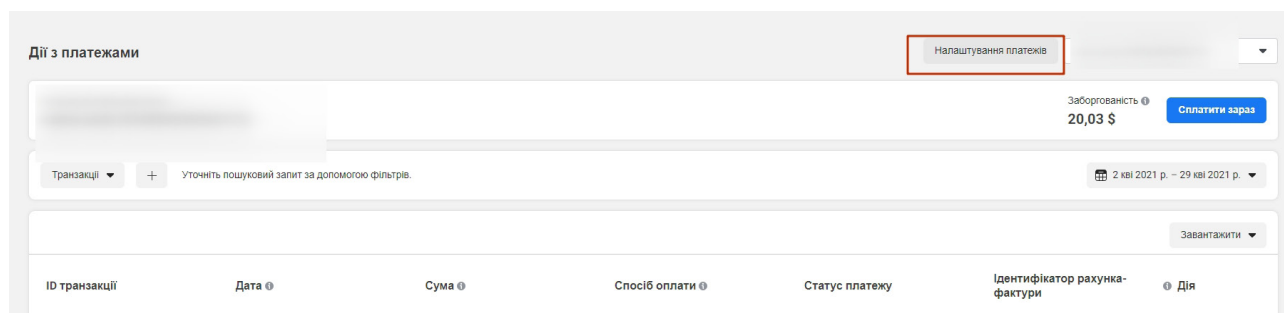 Дії з платежами
Налаштування платежів
Заборгованість
20,03 $
Сплатити зараз
Транзакції
+
Уточніть пошуковий запит за допомогою фільтрів.
2 кві 2021 р. – 29 кві 2021 р.
Завантажити
ID транзакції
Дата
Сума
Спосіб оплати
Статус платежу
Ідентифікатор рахунка-
фактури
Дія